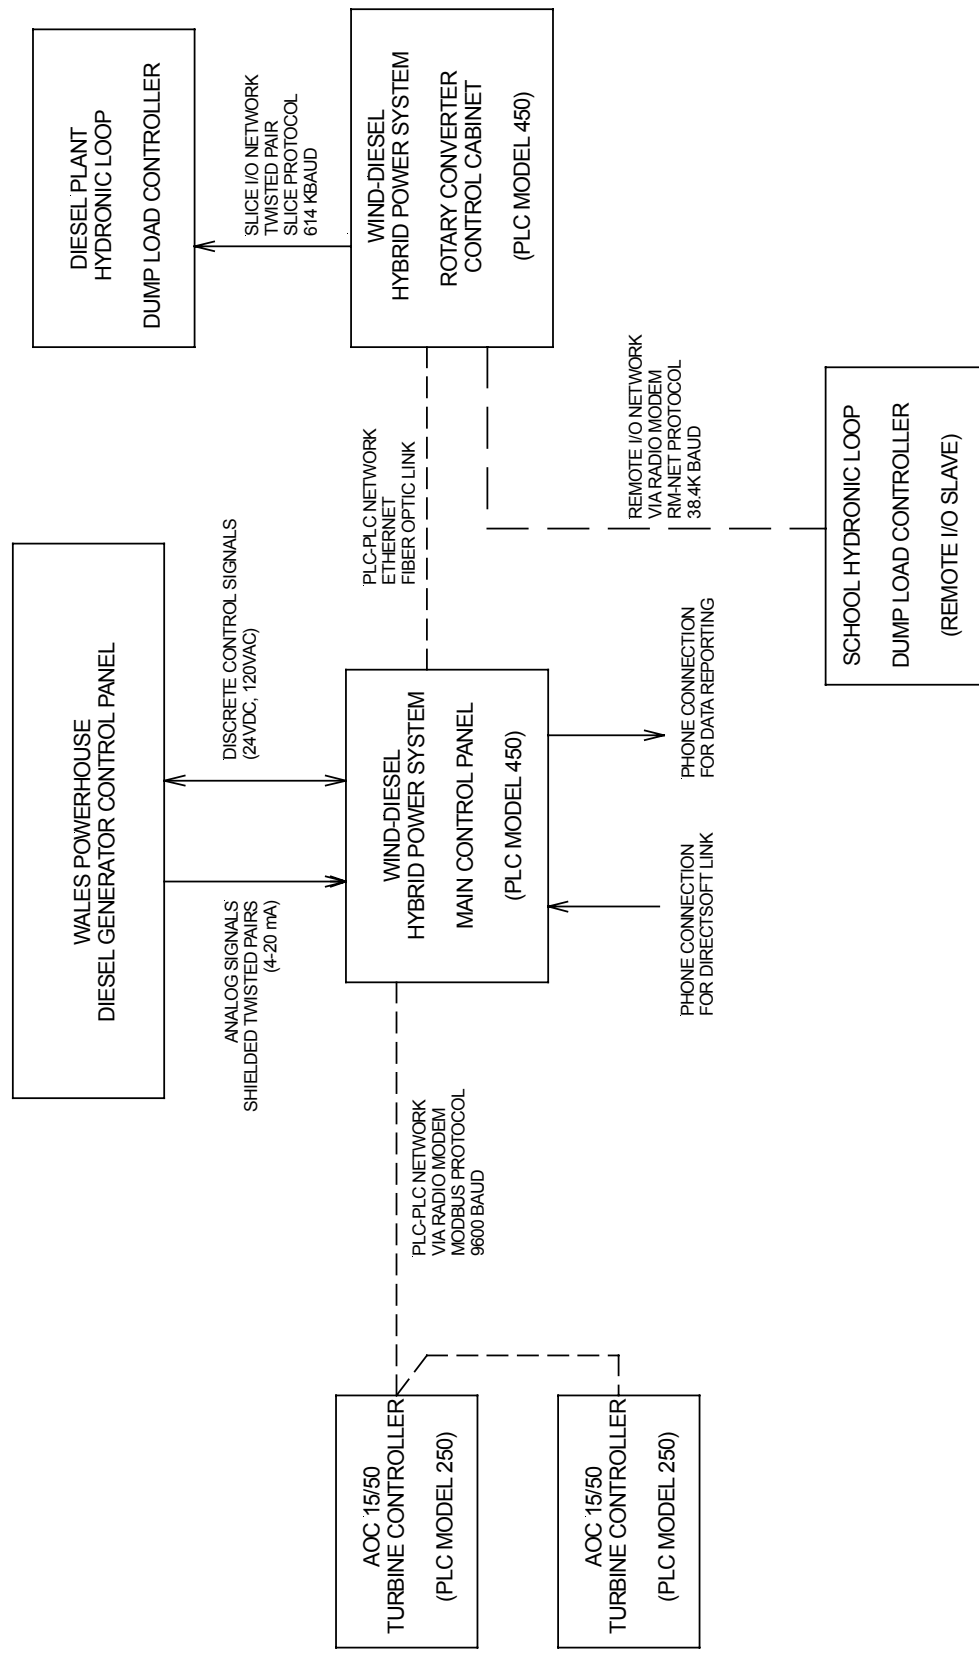 WALES POWERHOUSE
DIESEL GENERATOR CONTROL PANEL
DIESEL PLANT
HYDRONIC LOOP
DUMP LOAD CONTROLLER
ANALOG SIGNALS
SHIELDED TWISTED PAIRS
(4-20 mA)
DISCRETE CONTROL SIGNALS
(24VDC, 120VAC)
SLICE I/O NETWORK
TWISTED PAIR
SLICE PROTOCOL
614 KBAUD
AOC 15/50
TURBINE CONTROLLER
(PLC MODEL 250)
PLC-PLC NETWORK
VIA RADIO MODEM
MODBUS PROTOCOL
9600 BAUD
WIND-DIESEL
HYBRID POWER SYSTEM
MAIN CONTROL PANEL
(PLC MODEL 450)
PLC-PLC NETWORK
ETHERNET
FIBER OPTIC LINK
WIND-DIESEL
HYBRID POWER SYSTEM
ROTARY CONVERTER
CONTROL CABINET
(PLC MODEL 450)
AOC 15/50
TURBINE CONTROLLER
(PLC MODEL 250)
PHONE CONNECTION
FOR DIRECTSOFT LINK
PHONE CONNECTION
FOR DATA REPORTING
REMOTE I/O NETWORK
VIA RADIO MODEM
RM-NET PROTOCOL
38.4K BAUD
SCHOOL HYDRONIC LOOP
DUMP LOAD CONTROLLER
(REMOTE I/O SLAVE)